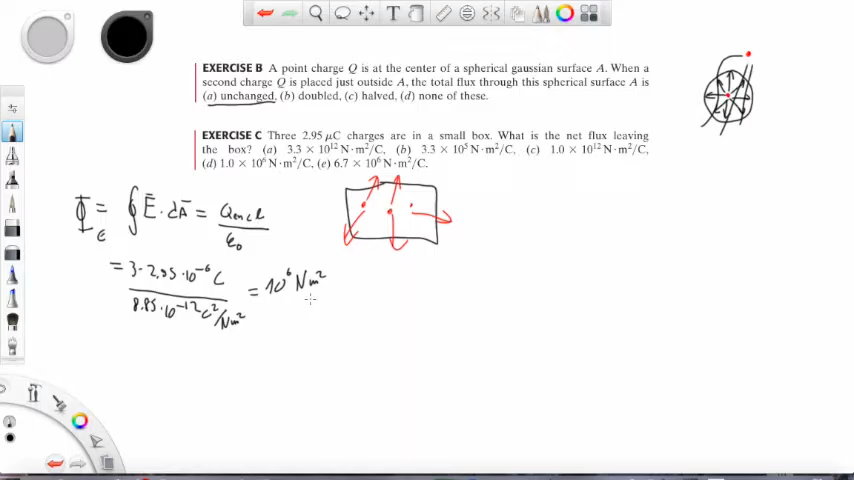 EXERCISE B A point charge Q is at the center of a spherical gaussian surface A. When a
second charge Q is placed just outside A, the total flux through this spherical surface A is
(a) unchanged, (b) doubled, (c) halved, (d) none of these.
EXERCISE C Three 2.95 μC charges are in a small box. What is the net flux leaving
the box? (a) 3.3 × 10¹² N·m²/C, (b) 3.3 × 10⁵ N·m²/C, (c) 1.0 × 10¹² N·m²/C,
(d) 1.0 × 10⁶ N·m²/C, (e) 6.7 × 10⁶ N·m²/C.
Φ_E = ∮ E̅ · dA̅ = Q_encl / ε₀
= 3·2.95·10⁻⁶ C / 8.85·10⁻¹² C²/Nm² = 10⁶ Nm²